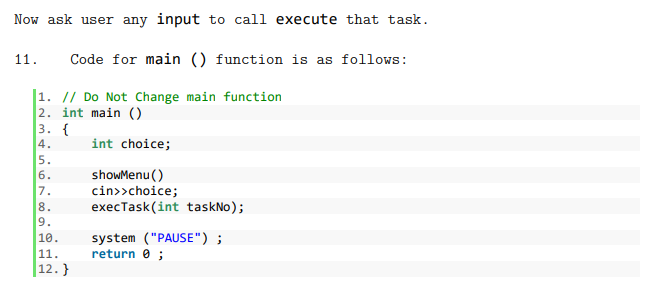 Now ask user any input to call execute that task.
11. Code for main () function is as follows:
1. // Do Not Change main function
2. int main ()
3. {
4. int choice;
5.
6. showMenu()
7. cin>>choice;
8. execTask(int taskNo);
9.
10. system ("PAUSE") ;
11. return 0 ;
12. }